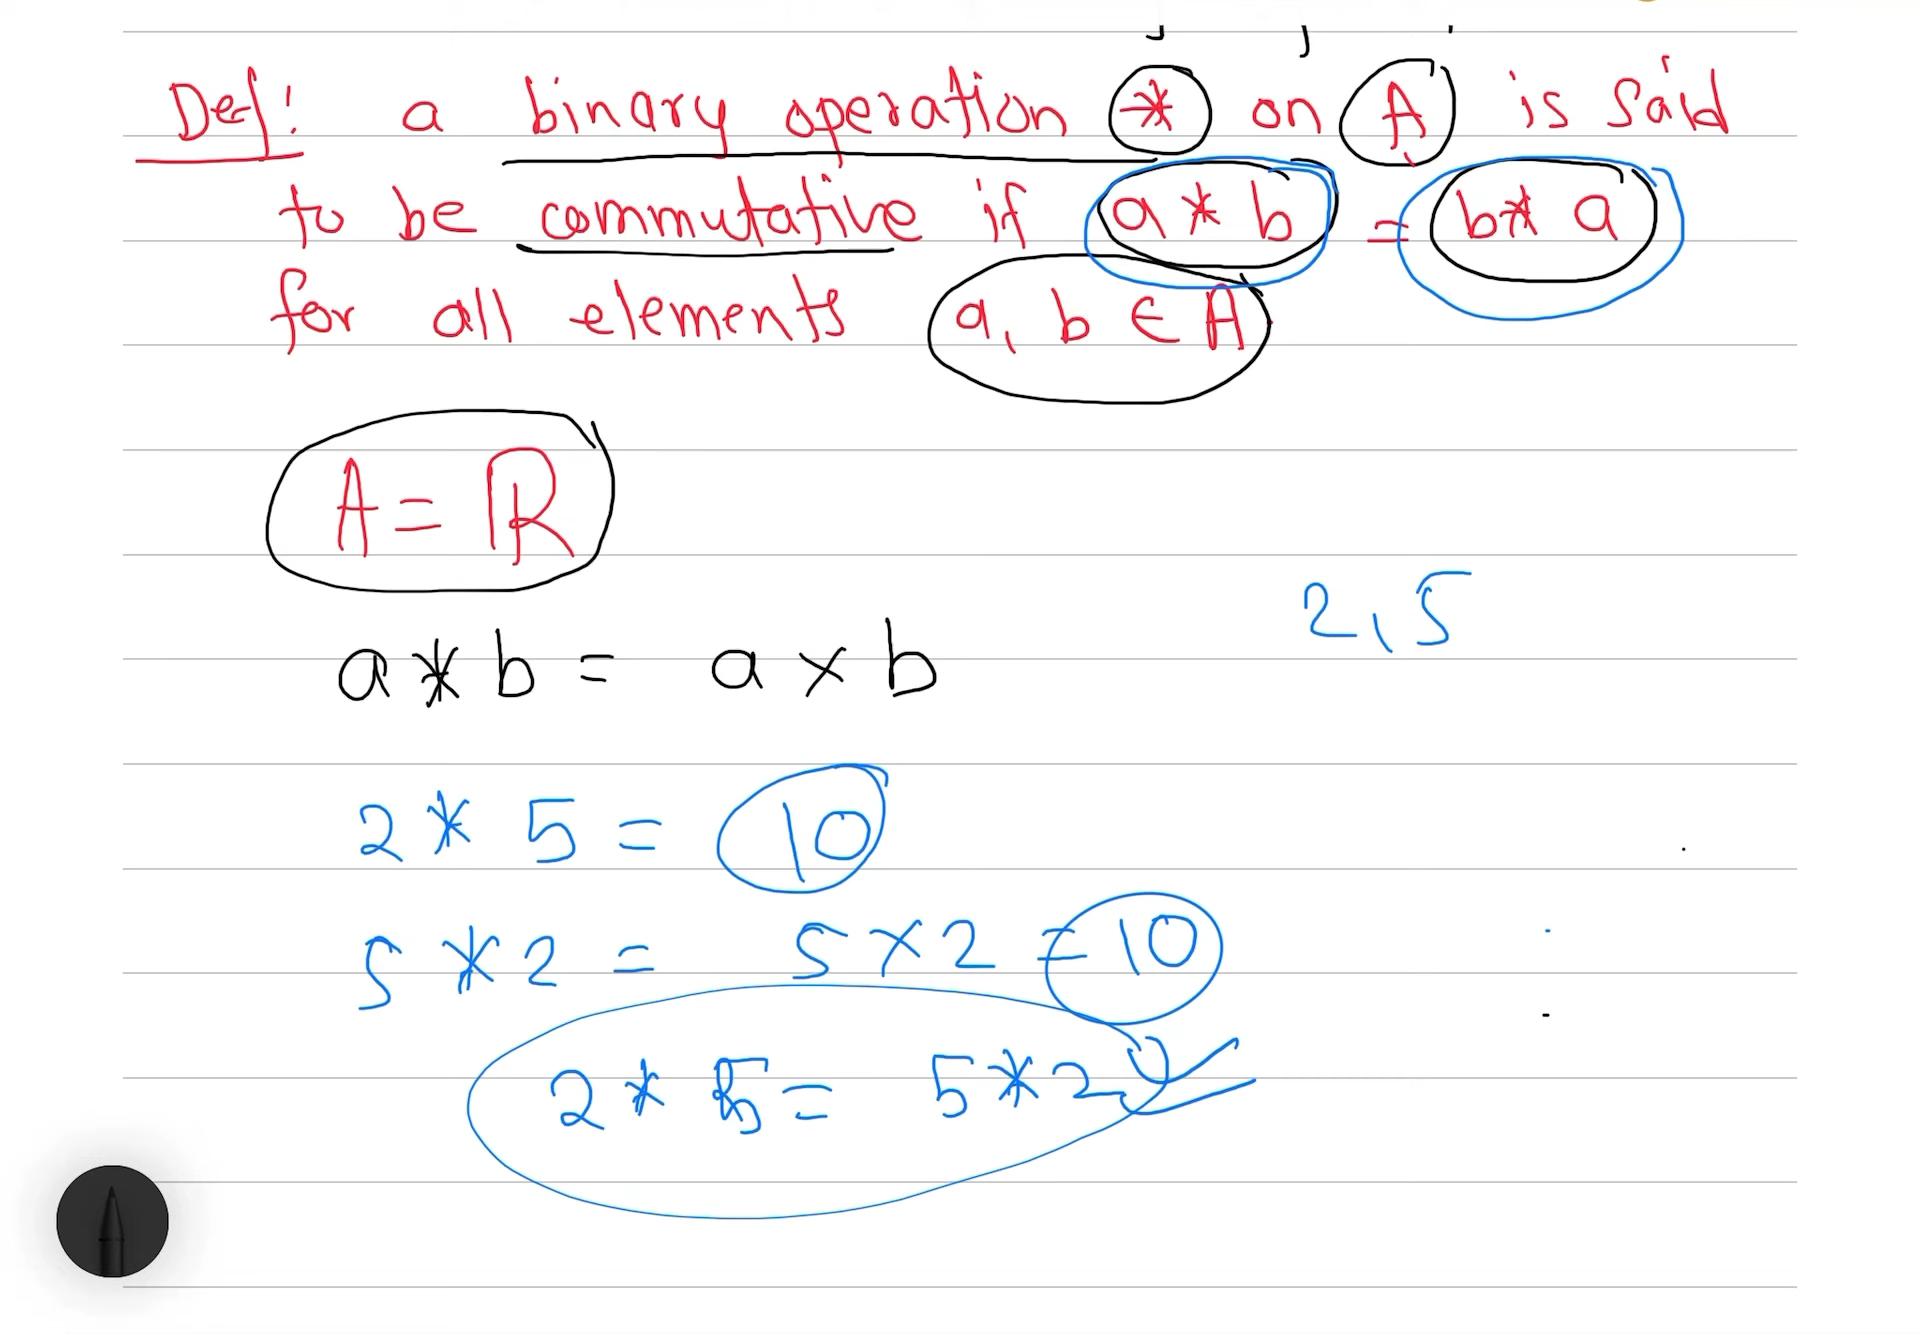 Def: a binary operation * on A is said
to be commutative if a * b = b * a
for all elements a, b ∈ A
A = ℝ
2, 5
a * b = a × b
2 * 5 = 10
5 * 2 = 5 × 2 = 10
2 * 5 = 5 * 2